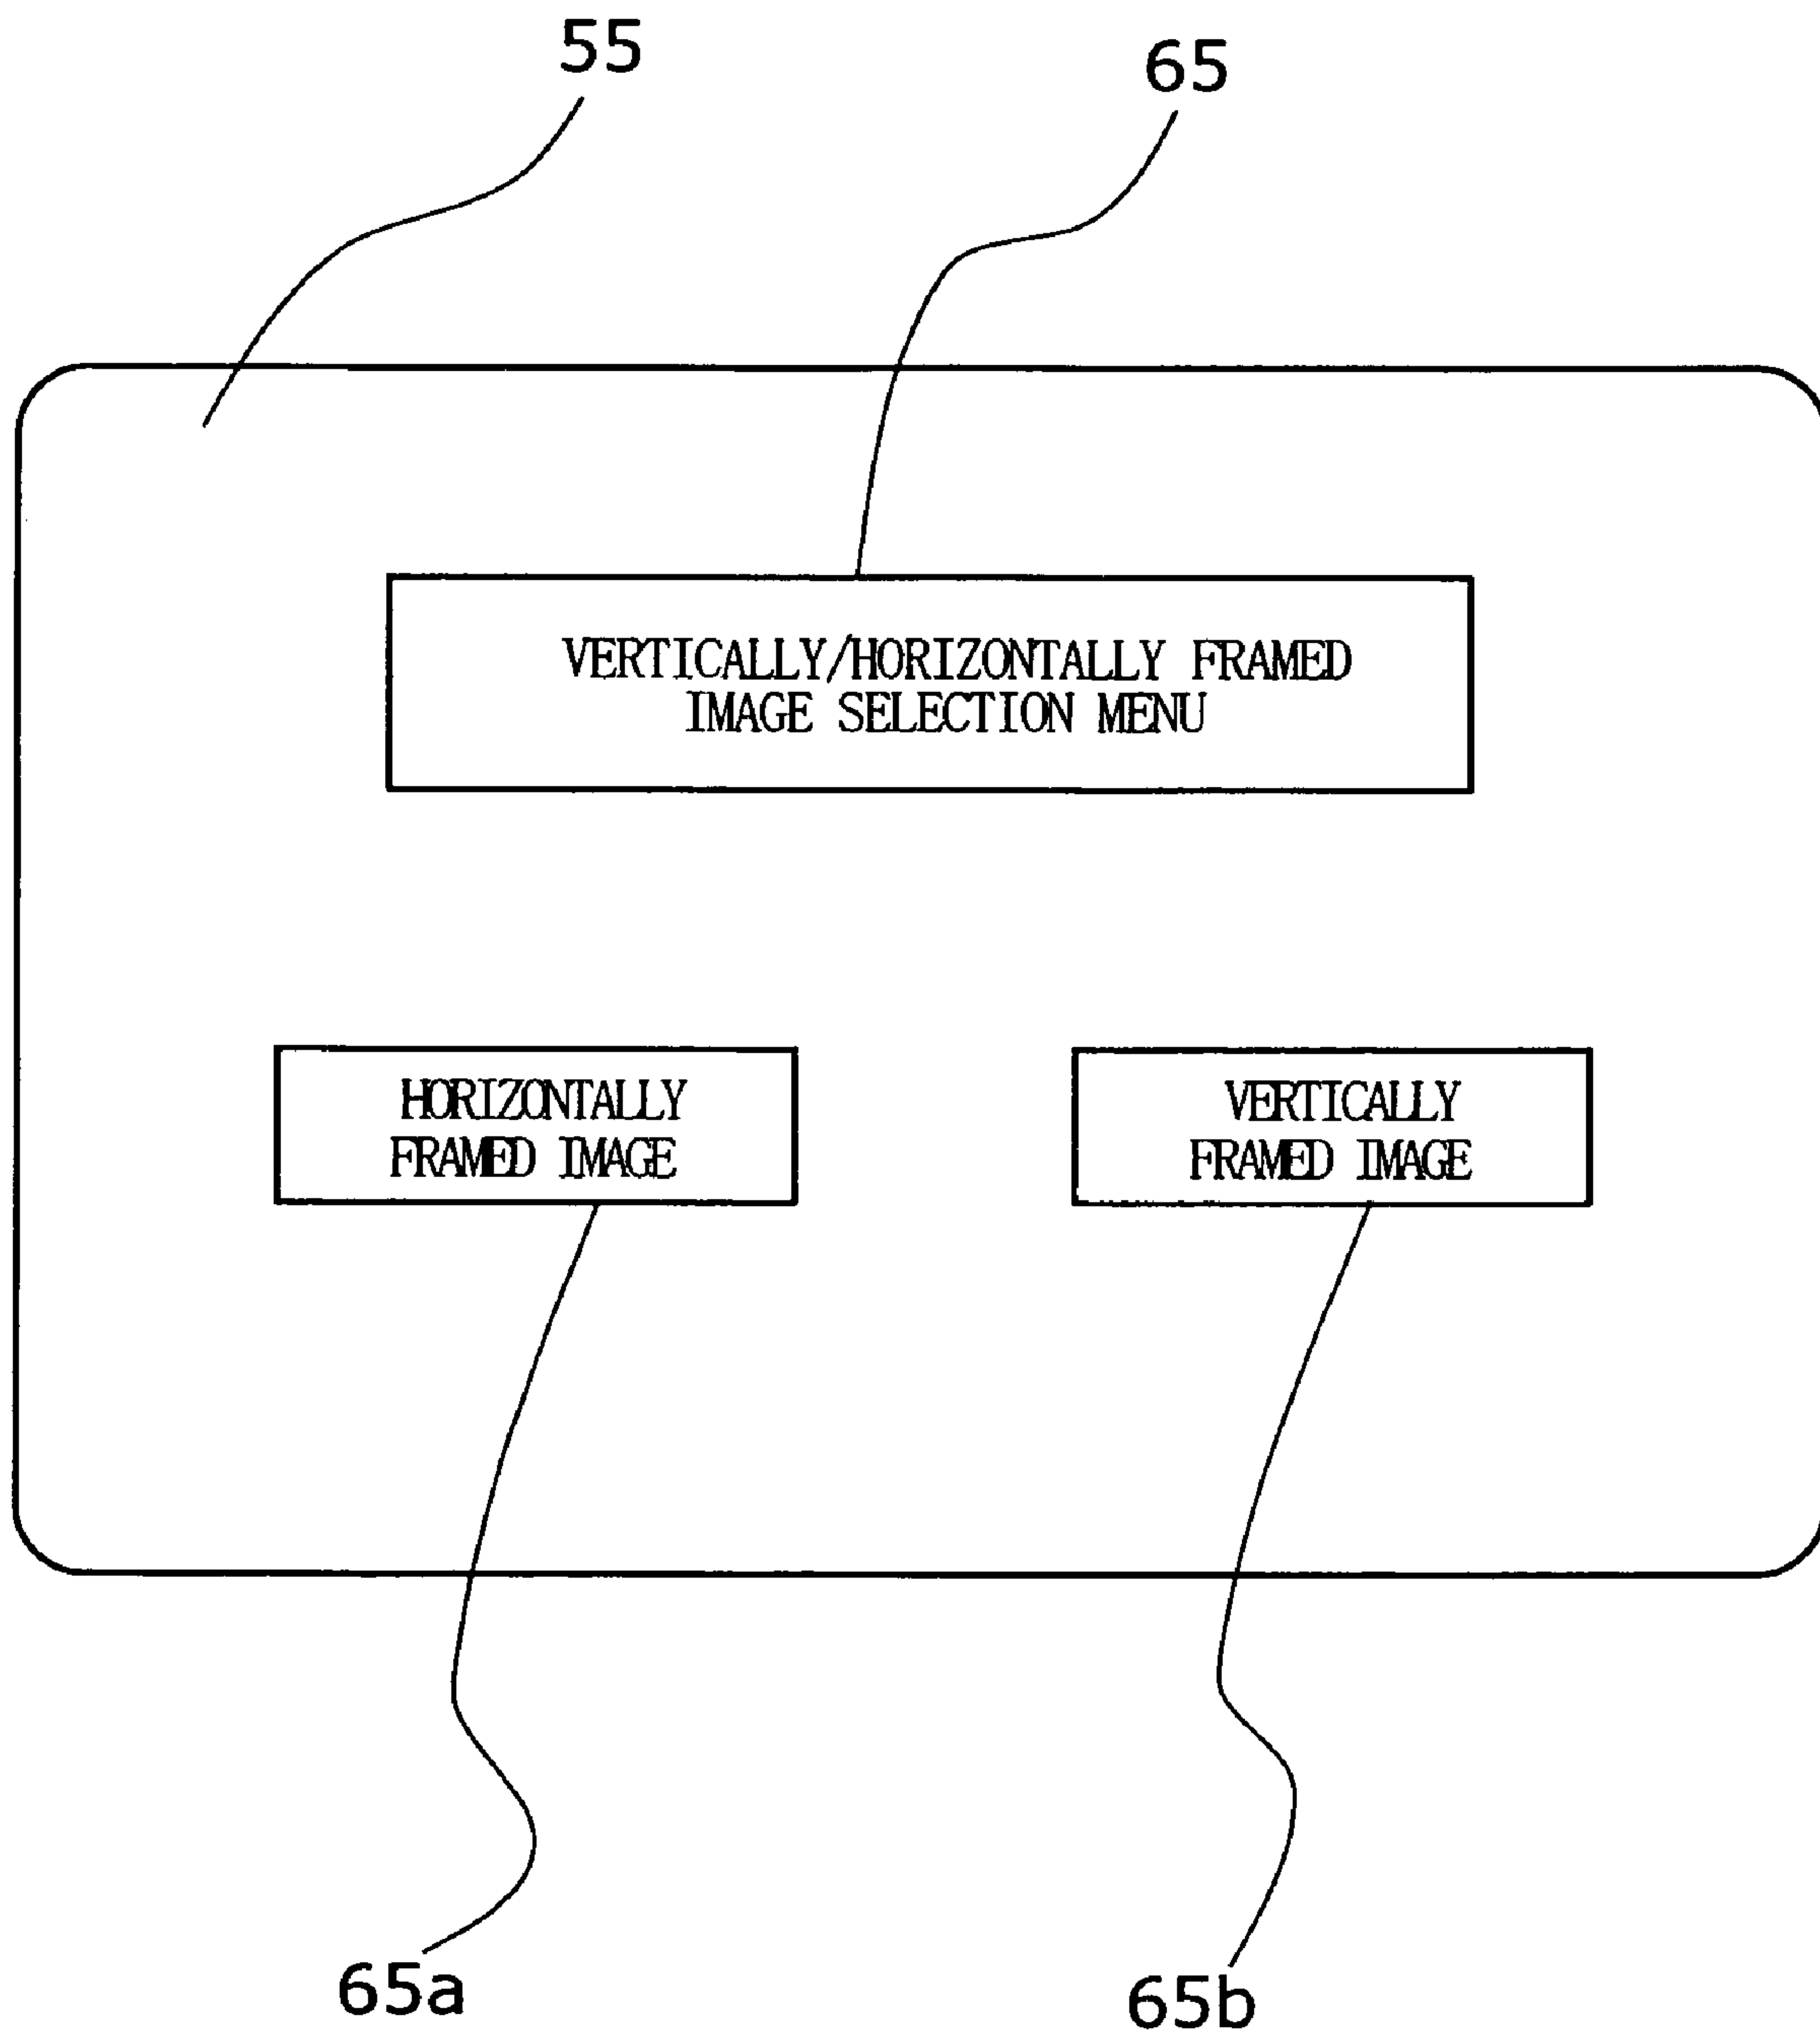 55
65
VERTICALLY/HORIZONTALLY FRAMED
IMAGE SELECTION MENU
HORIZONTALLY
FRAMED IMAGE
VERTICALLY
FRAMED IMAGE
65a
65b